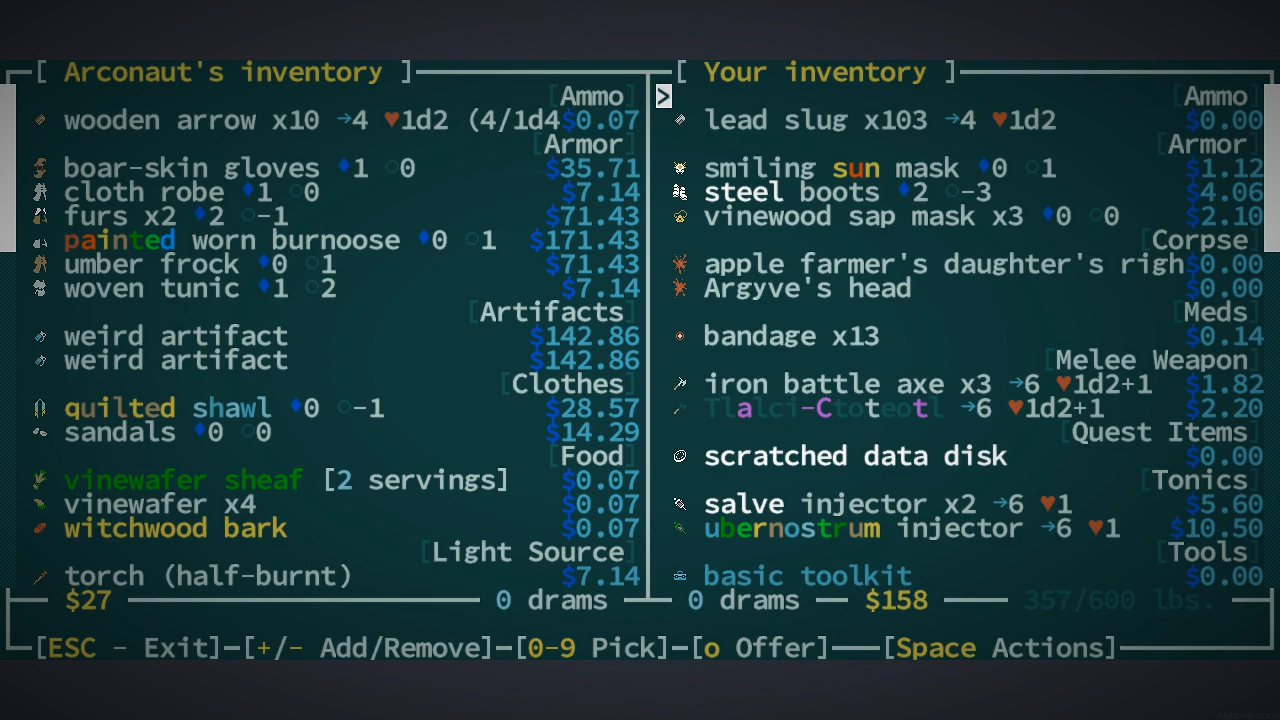 [ Arconaut's inventory ]
[Ammo]
wooden arrow x10 →4 ♥1d2 (4/1d4 $0.07
[Armor]
boar-skin gloves ♦1 ○0 $35.71
cloth robe ♦1 ○0 $7.14
furs x2 ♦2 ○-1 $71.43
painted worn burnoose ♦0 ○1 $171.43
umber frock ♦0 ○1 $71.43
woven tunic ♦1 ○2 $7.14
[Artifacts]
weird artifact $142.86
weird artifact $142.86
[Clothes]
quilted shawl ♦0 ○-1 $28.57
sandals ♦0 ○0 $14.29
[Food]
vinewafer sheaf [2 servings] $0.07
vinewafer x4 $0.07
witchwood bark $0.07
[Light Source]
torch (half-burnt) $7.14
$27 0 drams
[ Your inventory ]
> [Ammo]
lead slug x103 →4 ♥1d2 $0.00
[Armor]
smiling sun mask ♦0 ○1 $1.12
steel boots ♦2 ○-3 $4.06
vinewood sap mask x3 ♦0 ○0 $2.10
[Corpse]
apple farmer's daughter's righ $0.00
Argyve's head $0.00
[Meds]
bandage x13 $0.14
[Melee Weapon]
iron battle axe x3 →6 ♥1d2+1 $1.82
Tlalci-Ctoteotl →6 ♥1d2+1 $2.20
[Quest Items]
scratched data disk $0.00
[Tonics]
salve injector x2 →6 ♥1 $5.60
ubernostrum injector →6 ♥1 $10.50
[Tools]
basic toolkit $0.00
0 drams $158 357/600 lbs.
[ESC - Exit] [+/- Add/Remove] [0-9 Pick] [o Offer] [Space Actions]